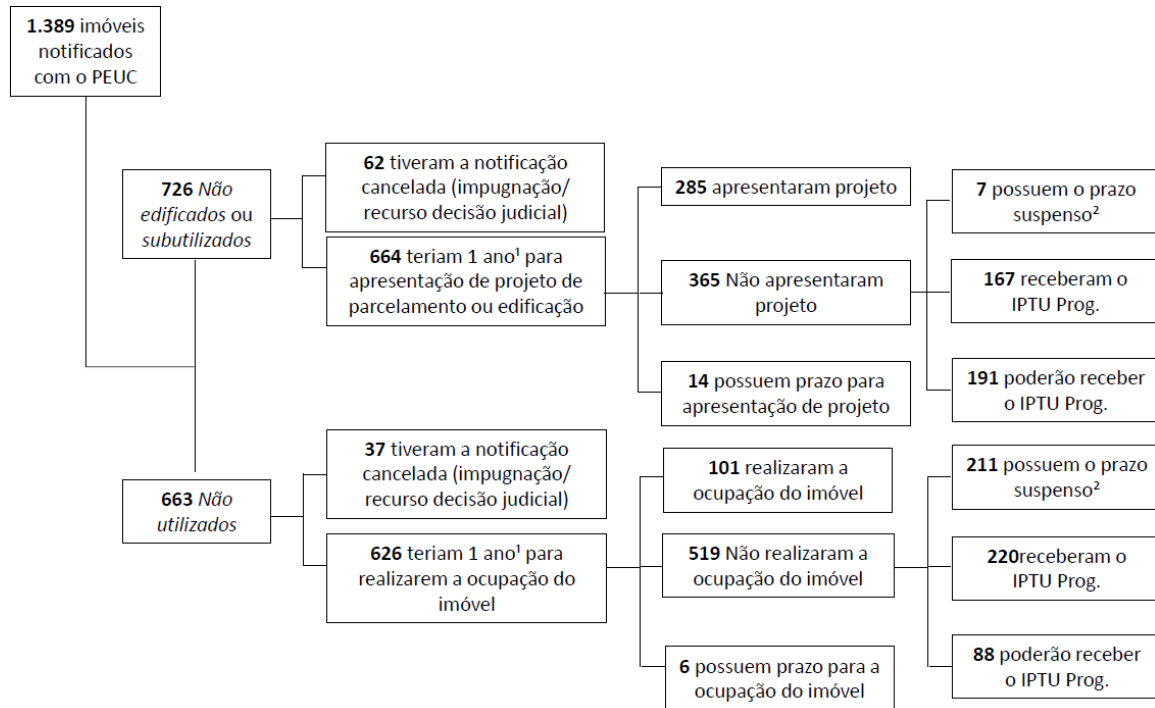 1.389 imóveis
notificados
com o PEUC
726 Não
edificados ou
subutilizados
62 tiveram a notificação
cancelada (impugnação/
recurso decisão judicial)
664 teriam 1 ano¹ para
apresentação de projeto de
parcelamento ou edificação
285 apresentaram projeto
365 Não apresentaram
projeto
14 possuem prazo para
apresentação de projeto
7 possuem o prazo
suspenso²
167 receberam o
IPTU Prog.
191 poderão receber
o IPTU Prog.
663 Não
utilizados
37 tiveram a notificação
cancelada (impugnação/
recurso decisão judicial)
626 teriam 1 ano¹ para
realizarem a ocupação do
imóvel
101 realizaram a
ocupação do imóvel
519 Não realizaram a
ocupação do imóvel
6 possuem prazo para a
ocupação do imóvel
211 possuem o prazo
suspenso²
220receberam o
IPTU Prog.
88 poderão receber
o IPTU Prog.